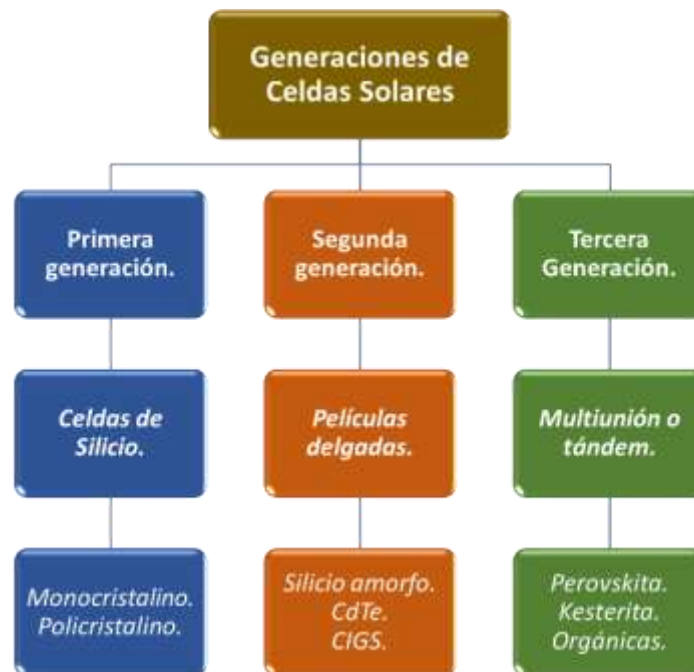 Generaciones de
Celdas Solares
Primera
generación.
Segunda
generación.
Tercera
Generación.
Celdas de
Silicio.
Películas
delgadas.
Multiunión o
tándem.
Monocristalino.
Policristalino.
Silicio amorfo.
CdTe.
CIGS.
Perovskita.
Kesterita.
Orgánicas.